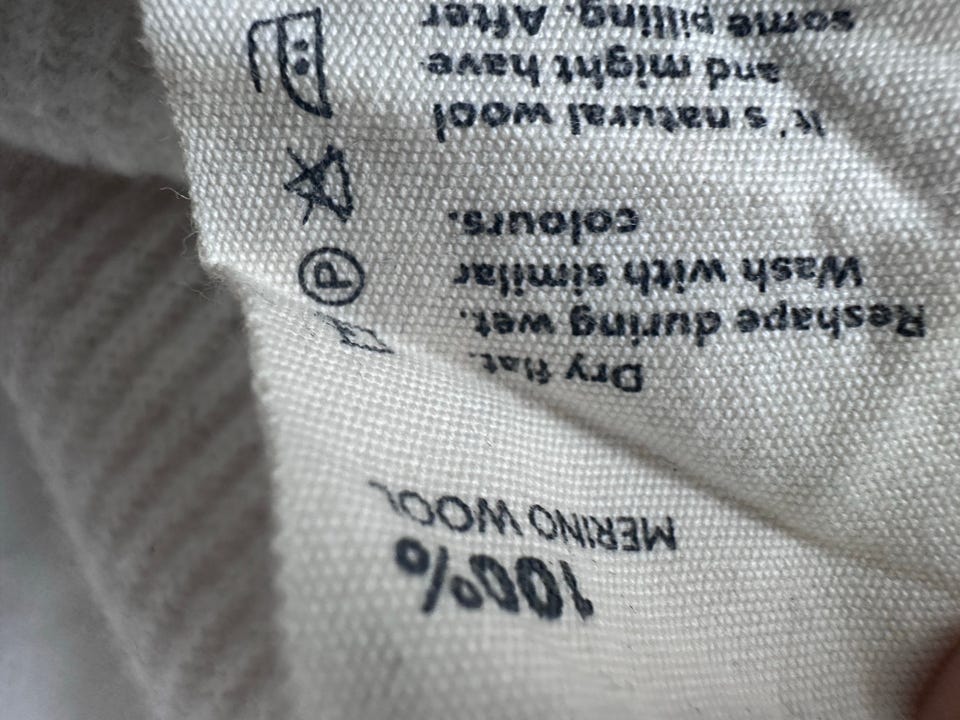 100%
MERINO WOOL
Dry flat.
Reshape during wet.
Wash with similar
colours.
It's natural wool
and might have
some pilling. After
P